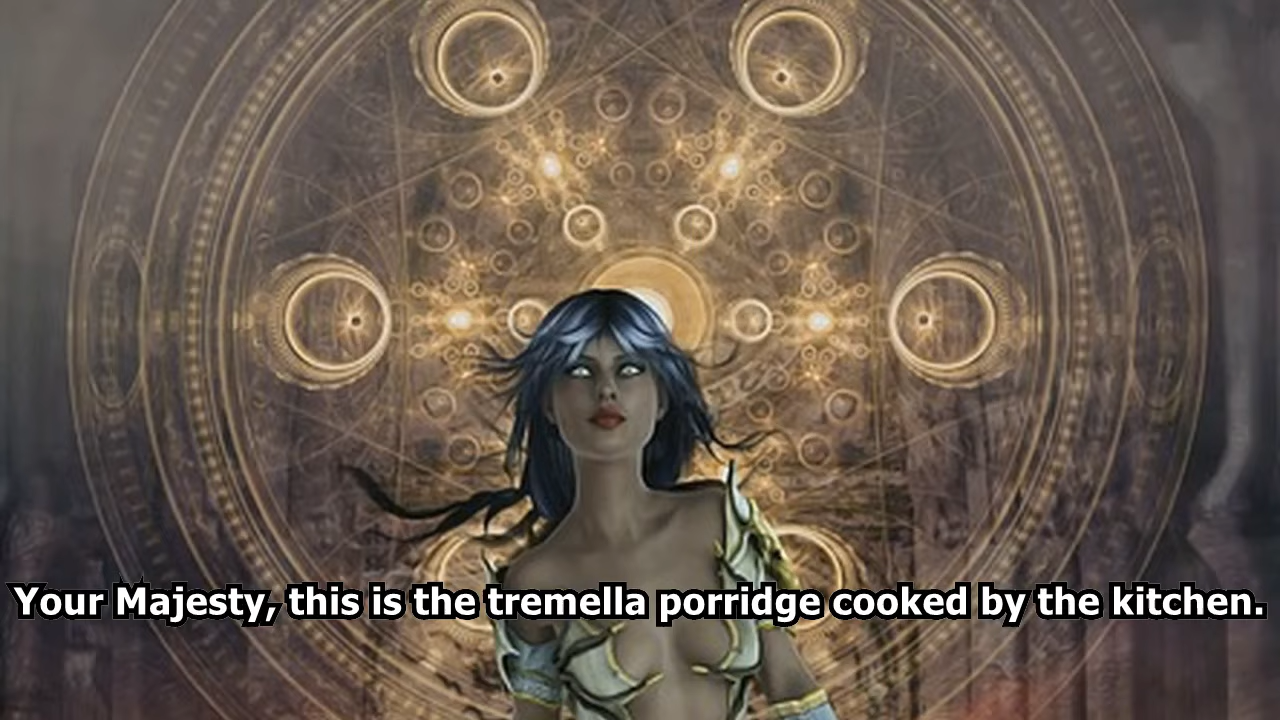 Your Majesty, this is the tremella porridge cooked by the kitchen.